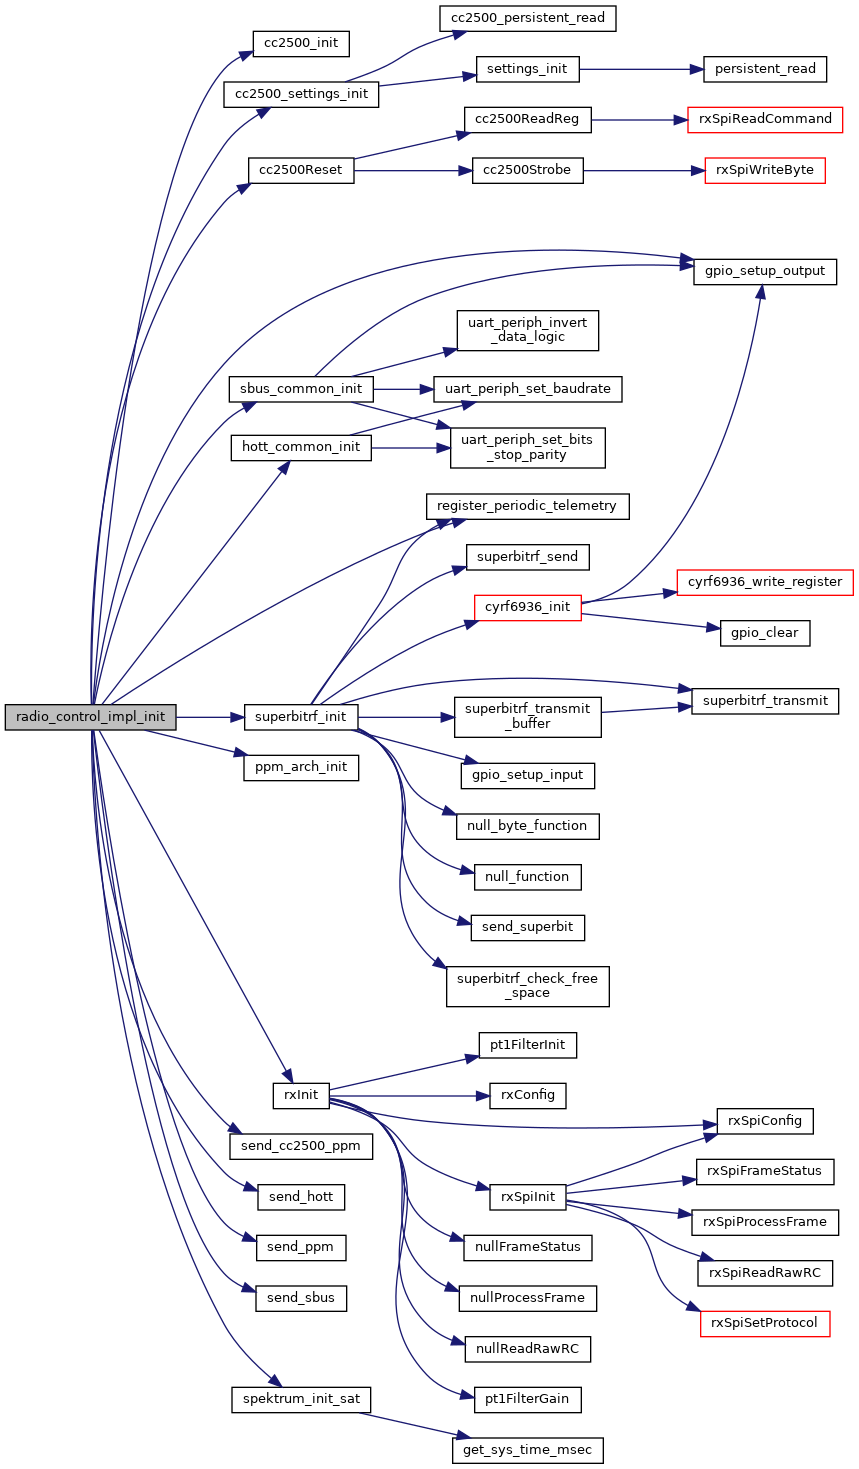 cc2500_persistent_read
cc2500_init
settings_init
persistent_read
cc2500_settings_init
cc2500ReadReg
rxSpiReadCommand
cc2500Reset
cc2500Strobe
rxSpiWriteByte
gpio_setup_output
uart_periph_invert
_data_logic
sbus_common_init
uart_periph_set_baudrate
hott_common_init
uart_periph_set_bits
_stop_parity
register_periodic_telemetry
superbitrf_send
cyrf6936_init
cyrf6936_write_register
gpio_clear
radio_control_impl_init
superbitrf_init
superbitrf_transmit
_buffer
superbitrf_transmit
ppm_arch_init
gpio_setup_input
null_byte_function
null_function
send_superbit
superbitrf_check_free
_space
pt1FilterInit
rxInit
rxConfig
rxSpiConfig
send_cc2500_ppm
rxSpiFrameStatus
send_hott
rxSpiInit
rxSpiProcessFrame
send_ppm
nullFrameStatus
rxSpiReadRawRC
send_sbus
nullProcessFrame
rxSpiSetProtocol
nullReadRawRC
spektrum_init_sat
pt1FilterGain
get_sys_time_msec